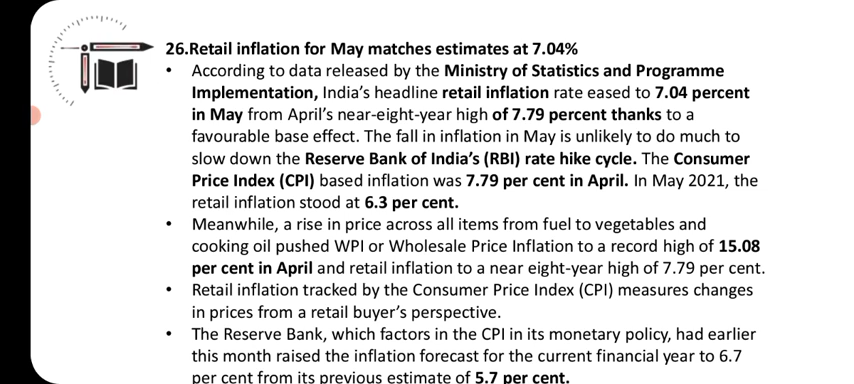 26.Retail inflation for May matches estimates at 7.04%
• According to data released by the Ministry of Statistics and Programme
Implementation, India's headline retail inflation rate eased to 7.04 percent
in May from April's near-eight-year high of 7.79 percent thanks to a
favourable base effect. The fall in inflation in May is unlikely to do much to
slow down the Reserve Bank of India's (RBI) rate hike cycle. The Consumer
Price Index (CPI) based inflation was 7.79 per cent in April. In May 2021, the
retail inflation stood at 6.3 per cent.
• Meanwhile, a rise in price across all items from fuel to vegetables and
cooking oil pushed WPI or Wholesale Price Inflation to a record high of 15.08
per cent in April and retail inflation to a near eight-year high of 7.79 per cent.
• Retail inflation tracked by the Consumer Price Index (CPI) measures changes
in prices from a retail buyer's perspective.
• The Reserve Bank, which factors in the CPI in its monetary policy, had earlier
this month raised the inflation forecast for the current financial year to 6.7
per cent from its previous estimate of 5.7 per cent.